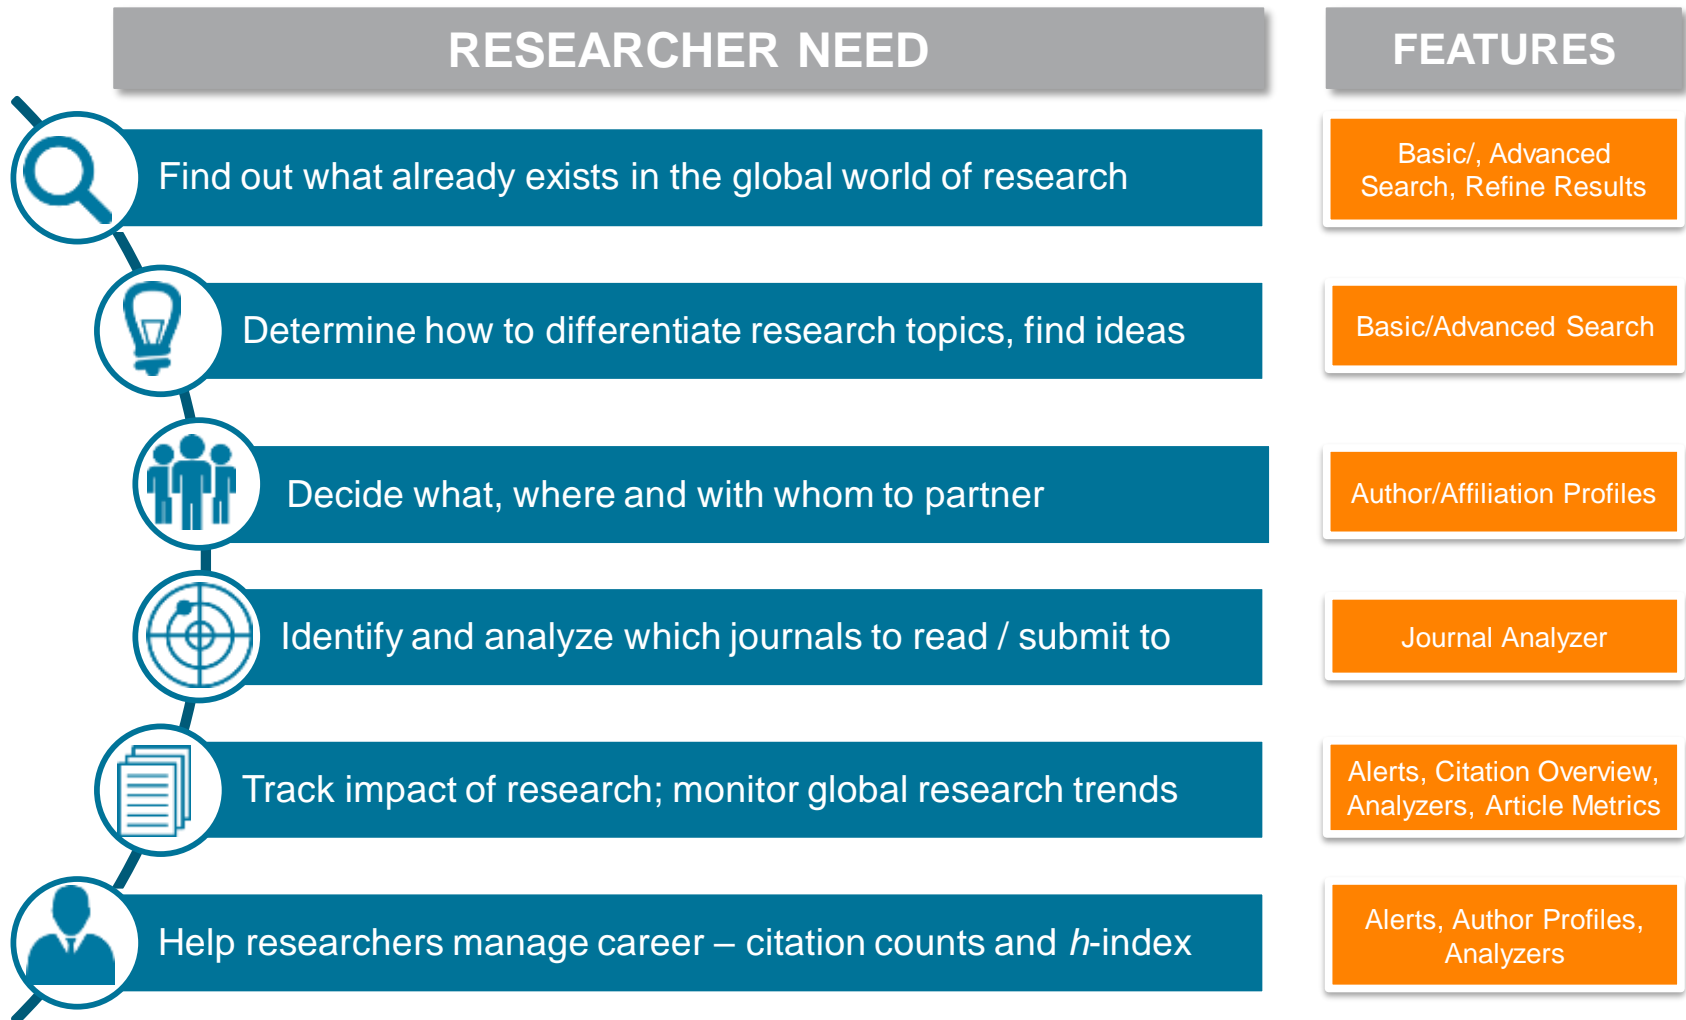 RESEARCHER NEED
FEATURES
Find out what already exists in the global world of research
Basic/, Advanced
Search, Refine Results
Determine how to differentiate research topics, find ideas
Basic/Advanced Search
Decide what, where and with whom to partner
Author/Affiliation Profiles
Identify and analyze which journals to read / submit to
Journal Analyzer
Track impact of research; monitor global research trends
Alerts, Citation Overview,
Analyzers, Article Metrics
Help researchers manage career – citation counts and h-index
Alerts, Author Profiles,
Analyzers